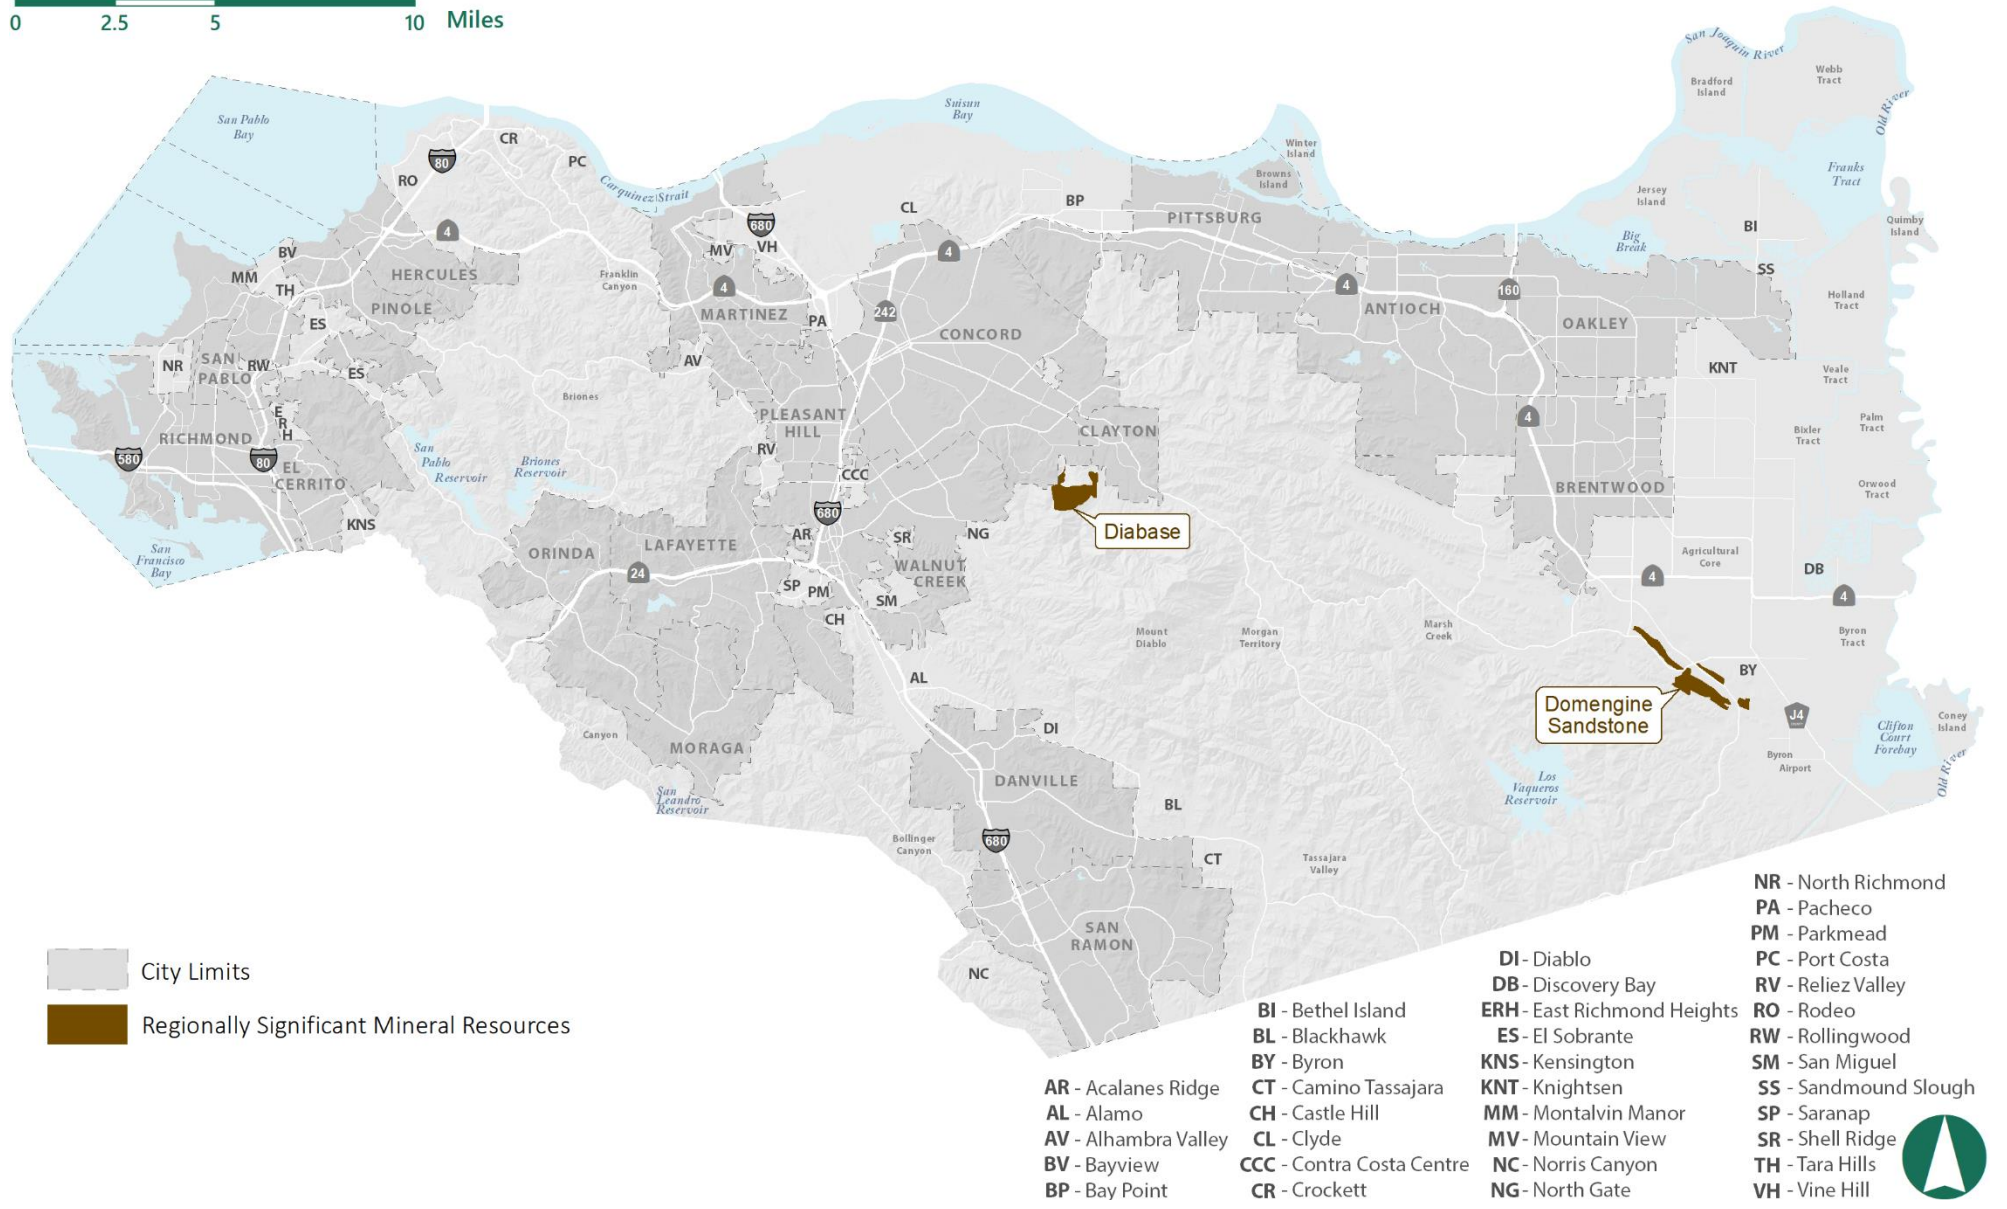 0 2.5 5 10 Miles
San Joaquin River
Webb
Tract
Bradford
Island
Old River
San Pablo
Bay
Suisun
Bay
CR
80
PC
RO
Carquinez Strait
Winter
Island
Browns
Island
Franks
Tract
Jersey
Island
BP
CL
PITTSBURG
BI
Quimby
Island
680
4
Big
Break
MV
VH
BV
4
SS
MM
HERCULES
Franklin
Canyon
TH
4
4
160
Holland
Tract
PINOLE
MARTINEZ
242
ANTIOCH
ES
PA
OAKLEY
CONCORD
SAN
PABLO
NR
RW
ES
AV
KNT
Veale
Tract
Briones
E
R
H
PLEASANT
HILL
CLAYTON
4
Palm
Tract
Bixler
Tract
RICHMOND
580
80
San
Pablo
Reservoir
Briones
Reservoir
RV
EL
CERRITO
CCC
BRENTWOOD
Orwood
Tract
680
KNS
Diabase
San
Francisco
Bay
ORINDA
LAFAYETTE
AR
SR
NG
Agricultural
Core
24
WALNUT
CREEK
SP
PM
SM
4
DB
4
CH
Mount
Diablo
Morgan
Territory
Marsh
Creek
Byron
Tract
AL
BY
Domengine
Sandstone
J4
Clifton
Court
Forebay
Coney
Island
Canyon
MORAGA
DI
Byron
Airport
Old River
DANVILLE
Los
Vaqueros
Reservoir
San
Leandro
Reservoir
BL
Bollinger
Canyon
680
CT
Tassajara
Valley
SAN
RAMON
NC
City Limits
Regionally Significant Mineral Resources
AR - Acalanes Ridge
AL - Alamo
AV - Alhambra Valley
BV - Bayview
BP - Bay Point
BI - Bethel Island
BL - Blackhawk
BY - Byron
CT - Camino Tassajara
CH - Castle Hill
CL - Clyde
CCC - Contra Costa Centre
CR - Crockett
DI - Diablo
DB - Discovery Bay
ERH - East Richmond Heights
ES - El Sobrante
KNS - Kensington
KNT - Knightsen
MM - Montalvin Manor
MV - Mountain View
NC - Norris Canyon
NG - North Gate
NR - North Richmond
PA - Pacheco
PM - Parkmead
PC - Port Costa
RV - Reliez Valley
RO - Rodeo
RW - Rollingwood
SM - San Miguel
SS - Sandmound Slough
SP - Saranap
SR - Shell Ridge
TH - Tara Hills
VH - Vine Hill